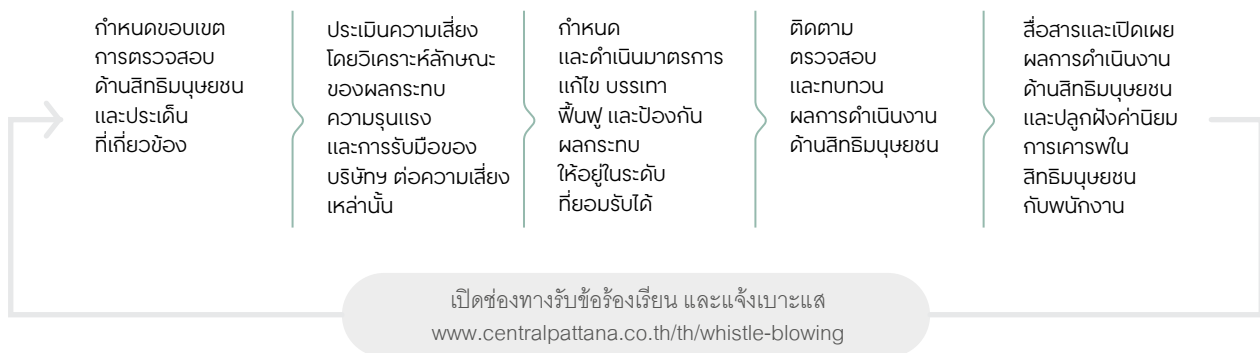 กำหนดขอบเขต
การตรวจสอบ
ด้านสิทธิมนุษยชน
และประเด็น
ที่เกี่ยวข้อง
ประเมินความเสี่ยง
โดยวิเคราะห์ลักษณะ
ของผลกระทบ
ความรุนแรง
และการรับมือของ
บริษัทฯ ต่อความเสี่ยง
เหล่านั้น
กำหนด
และดำเนินมาตรการ
แก้ไข บรรเทา
ฟื้นฟู และป้องกัน
ผลกระทบ
ให้อยู่ในระดับ
ที่ยอมรับได้
ติดตาม
ตรวจสอบ
และทบทวน
ผลการดำเนินงาน
ด้านสิทธิมนุษยชน
สื่อสารและเปิดเผย
ผลการดำเนินงาน
ด้านสิทธิมนุษยชน
และปลูกฝังค่านิยม
การเคารพใน
สิทธิมนุษยชน
กับพนักงาน
เปิดช่องทางรับข้อร้องเรียน และแจ้งเบาะแส
www.centralpattana.co.th/th/whistle-blowing